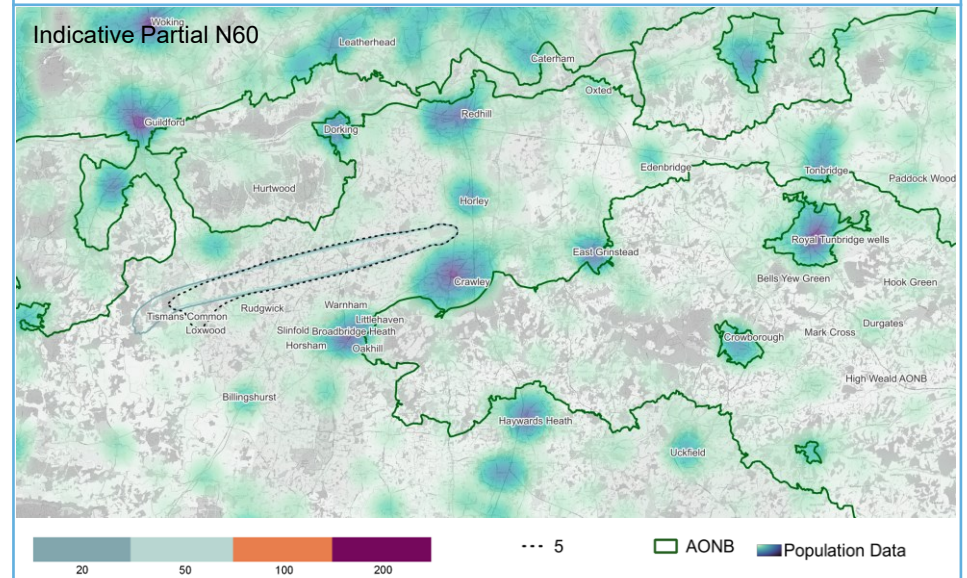 Indicative Partial N60
Woking
Leatherhead
Caterham
Oxted
Guildford
Redhill
Dorking
Edenbridge
Tonbridge
Paddock Wood
Hurtwood
Horley
Royal Tunbridge wells
East Grinstead
Crawley
Bells Yew Green
Hook Green
Tismans Common
Rudgwick
Warnham
Littlehaven
Loxwood
Slinfold Broadbridge Heath
Horsham
Oakhill
Crowborough
Mark Cross
Durgates
High Weald AONB
Billingshurst
Haywards Heath
Uckfield
5
AONB
Population Data
20 50 100 200